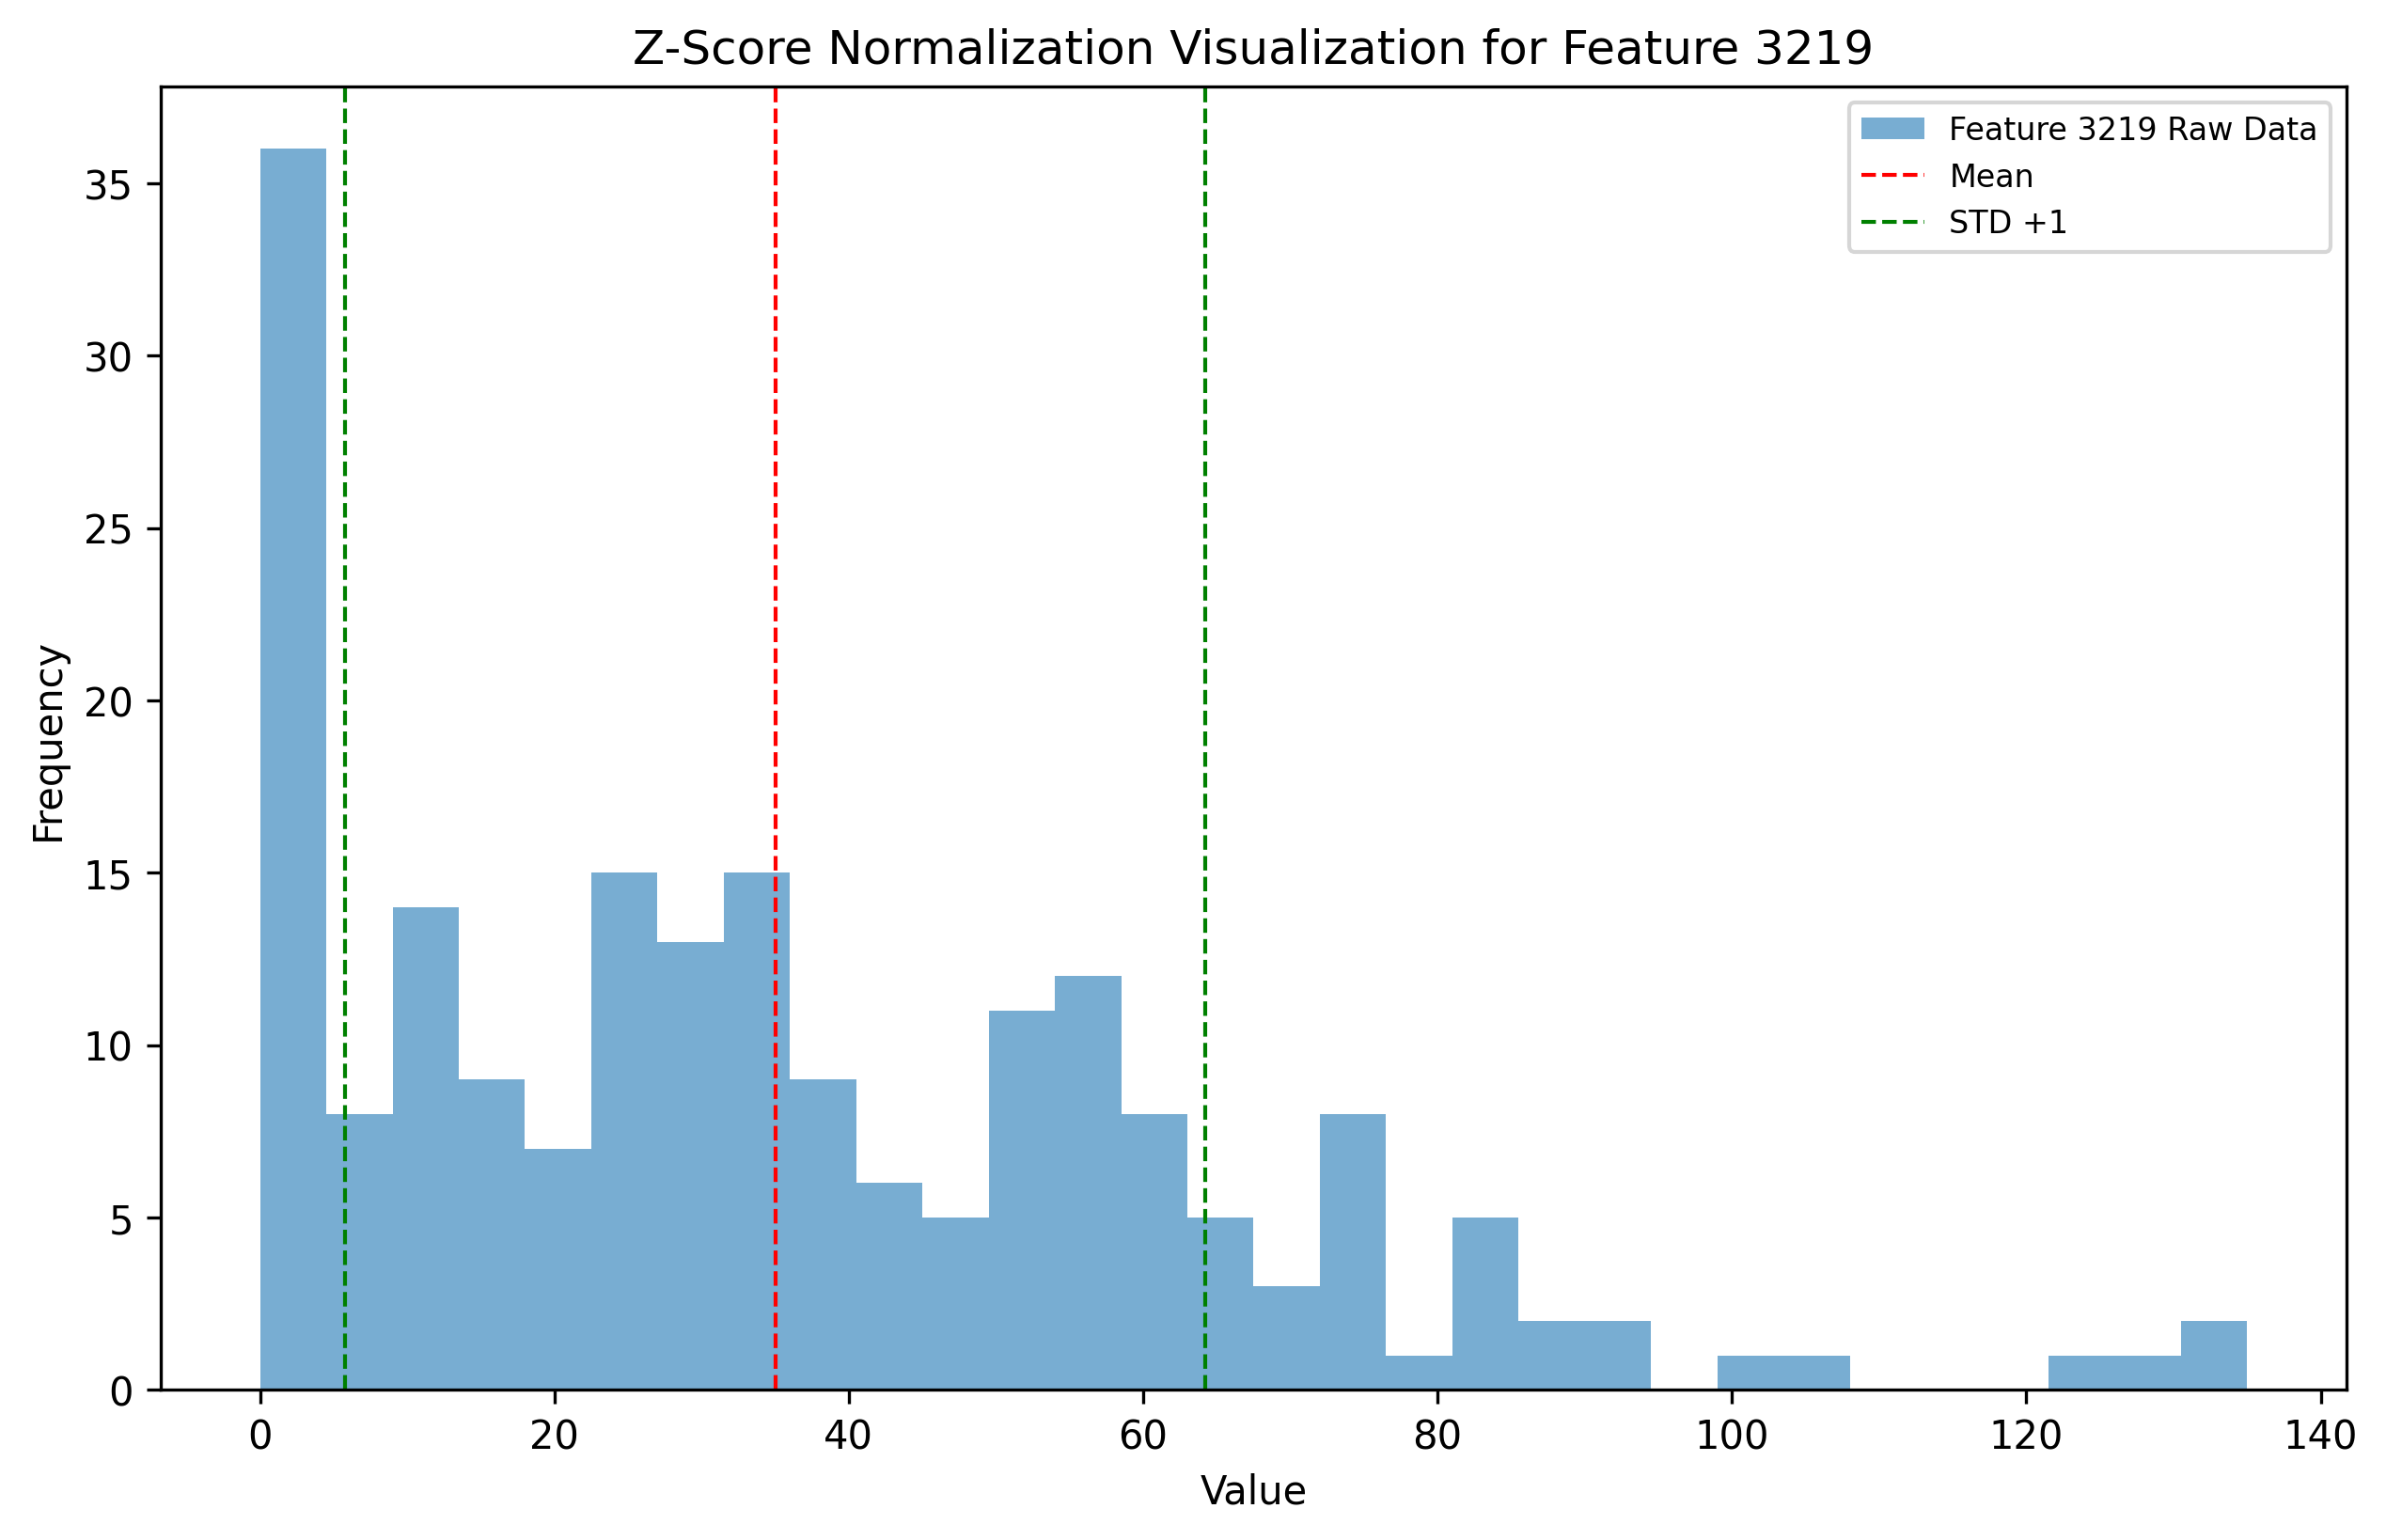 Z-Score Normalization Visualization for Feature 3219
Feature 3219 Raw Data
Mean
STD +1
35
30
25
20
15
10
5
0
Frequency
0 20 40 60 80 100 120 140
Value